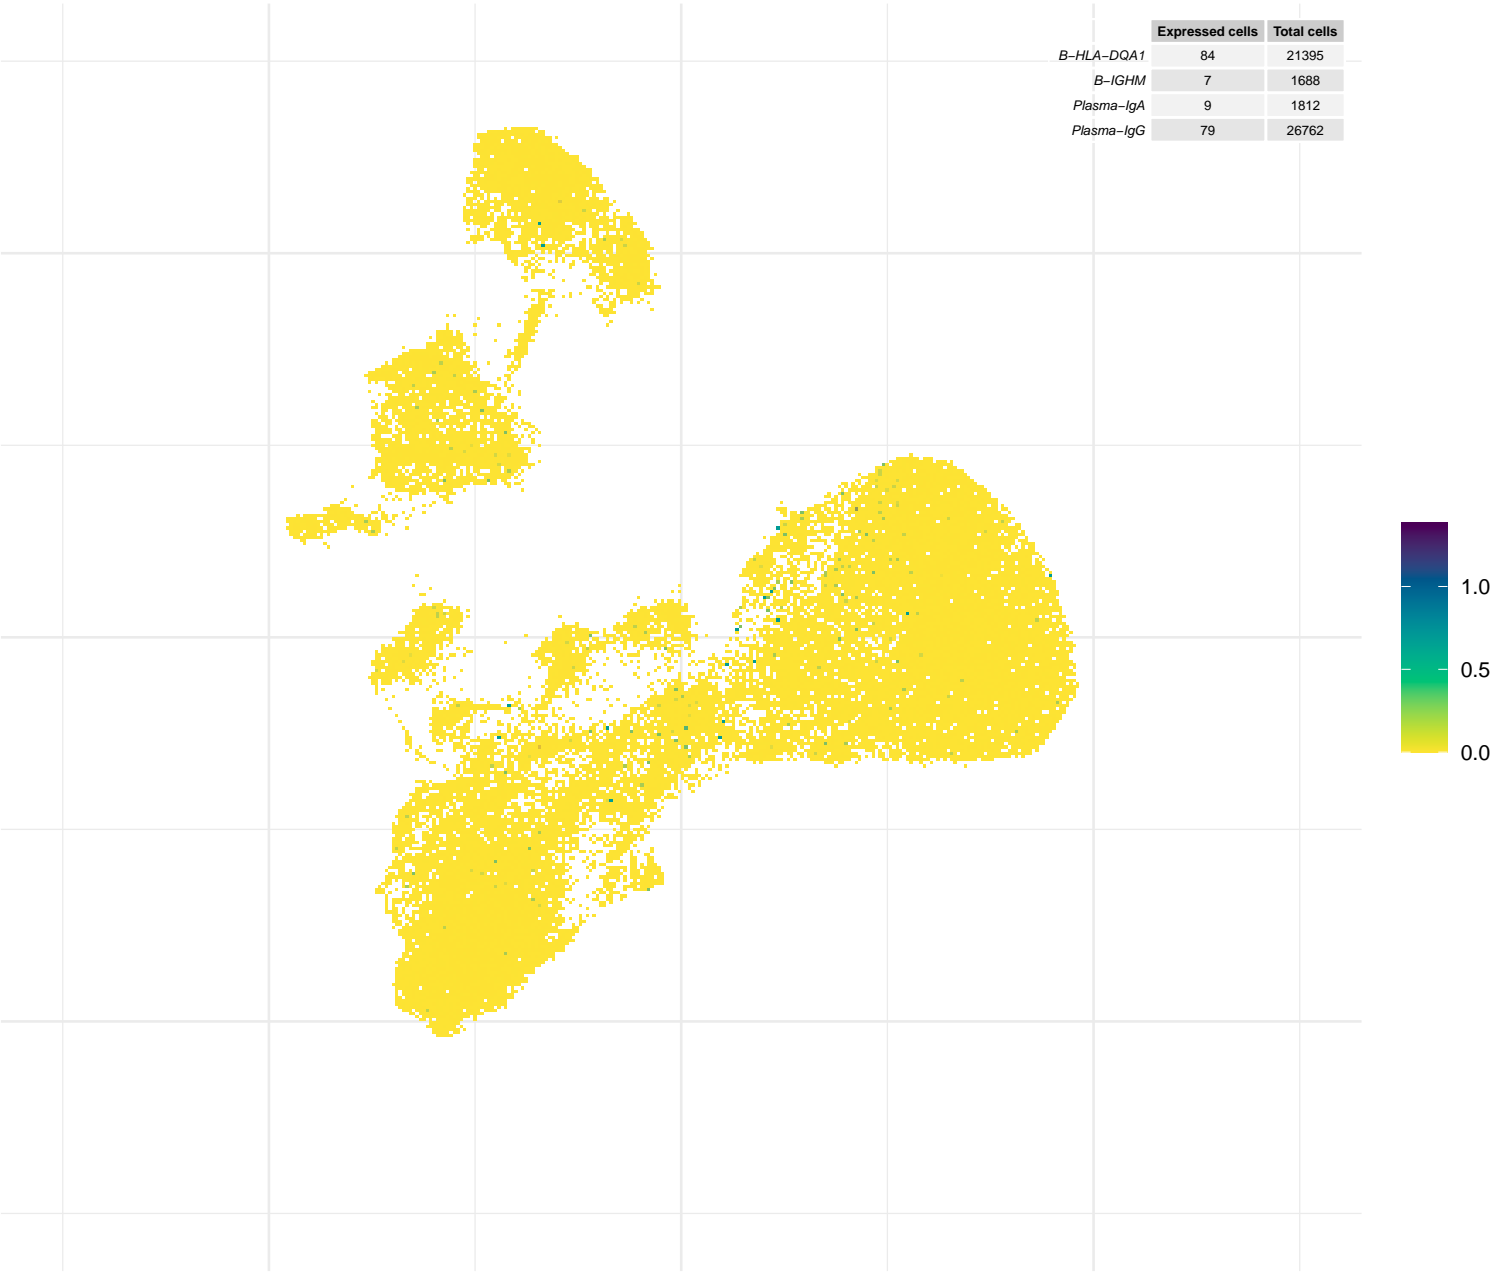 Expressed cells Total cells
B−HLA−DQA1 84 21395
B−IGHM 7 1688
Plasma−IgA 9 1812
Plasma−IgG 79 26762
1.0
0.5
0.0